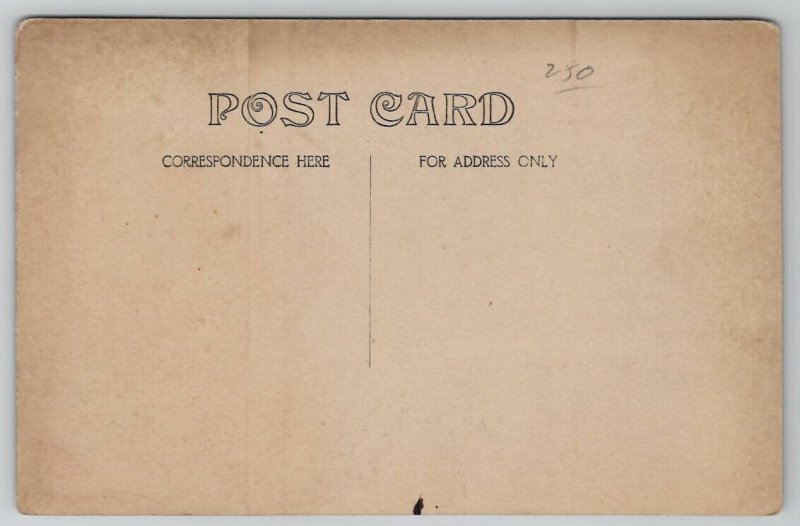 250
POST CARD
CORRESPONDENCE HERE
FOR ADDRESS ONLY